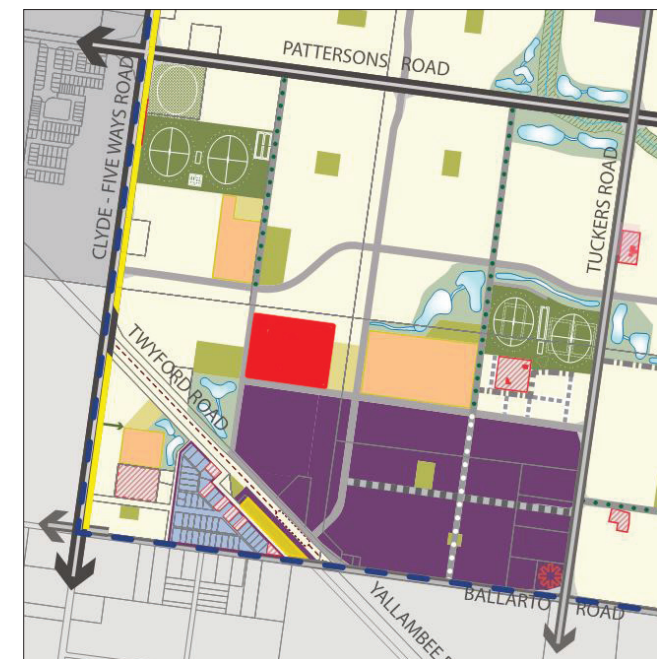 PATTERSONS ROAD
CLYDE - FIVE WAYS ROAD
TUCKERS ROAD
TWYFORD ROAD
BALLARTO ROAD
YALLAMBEE